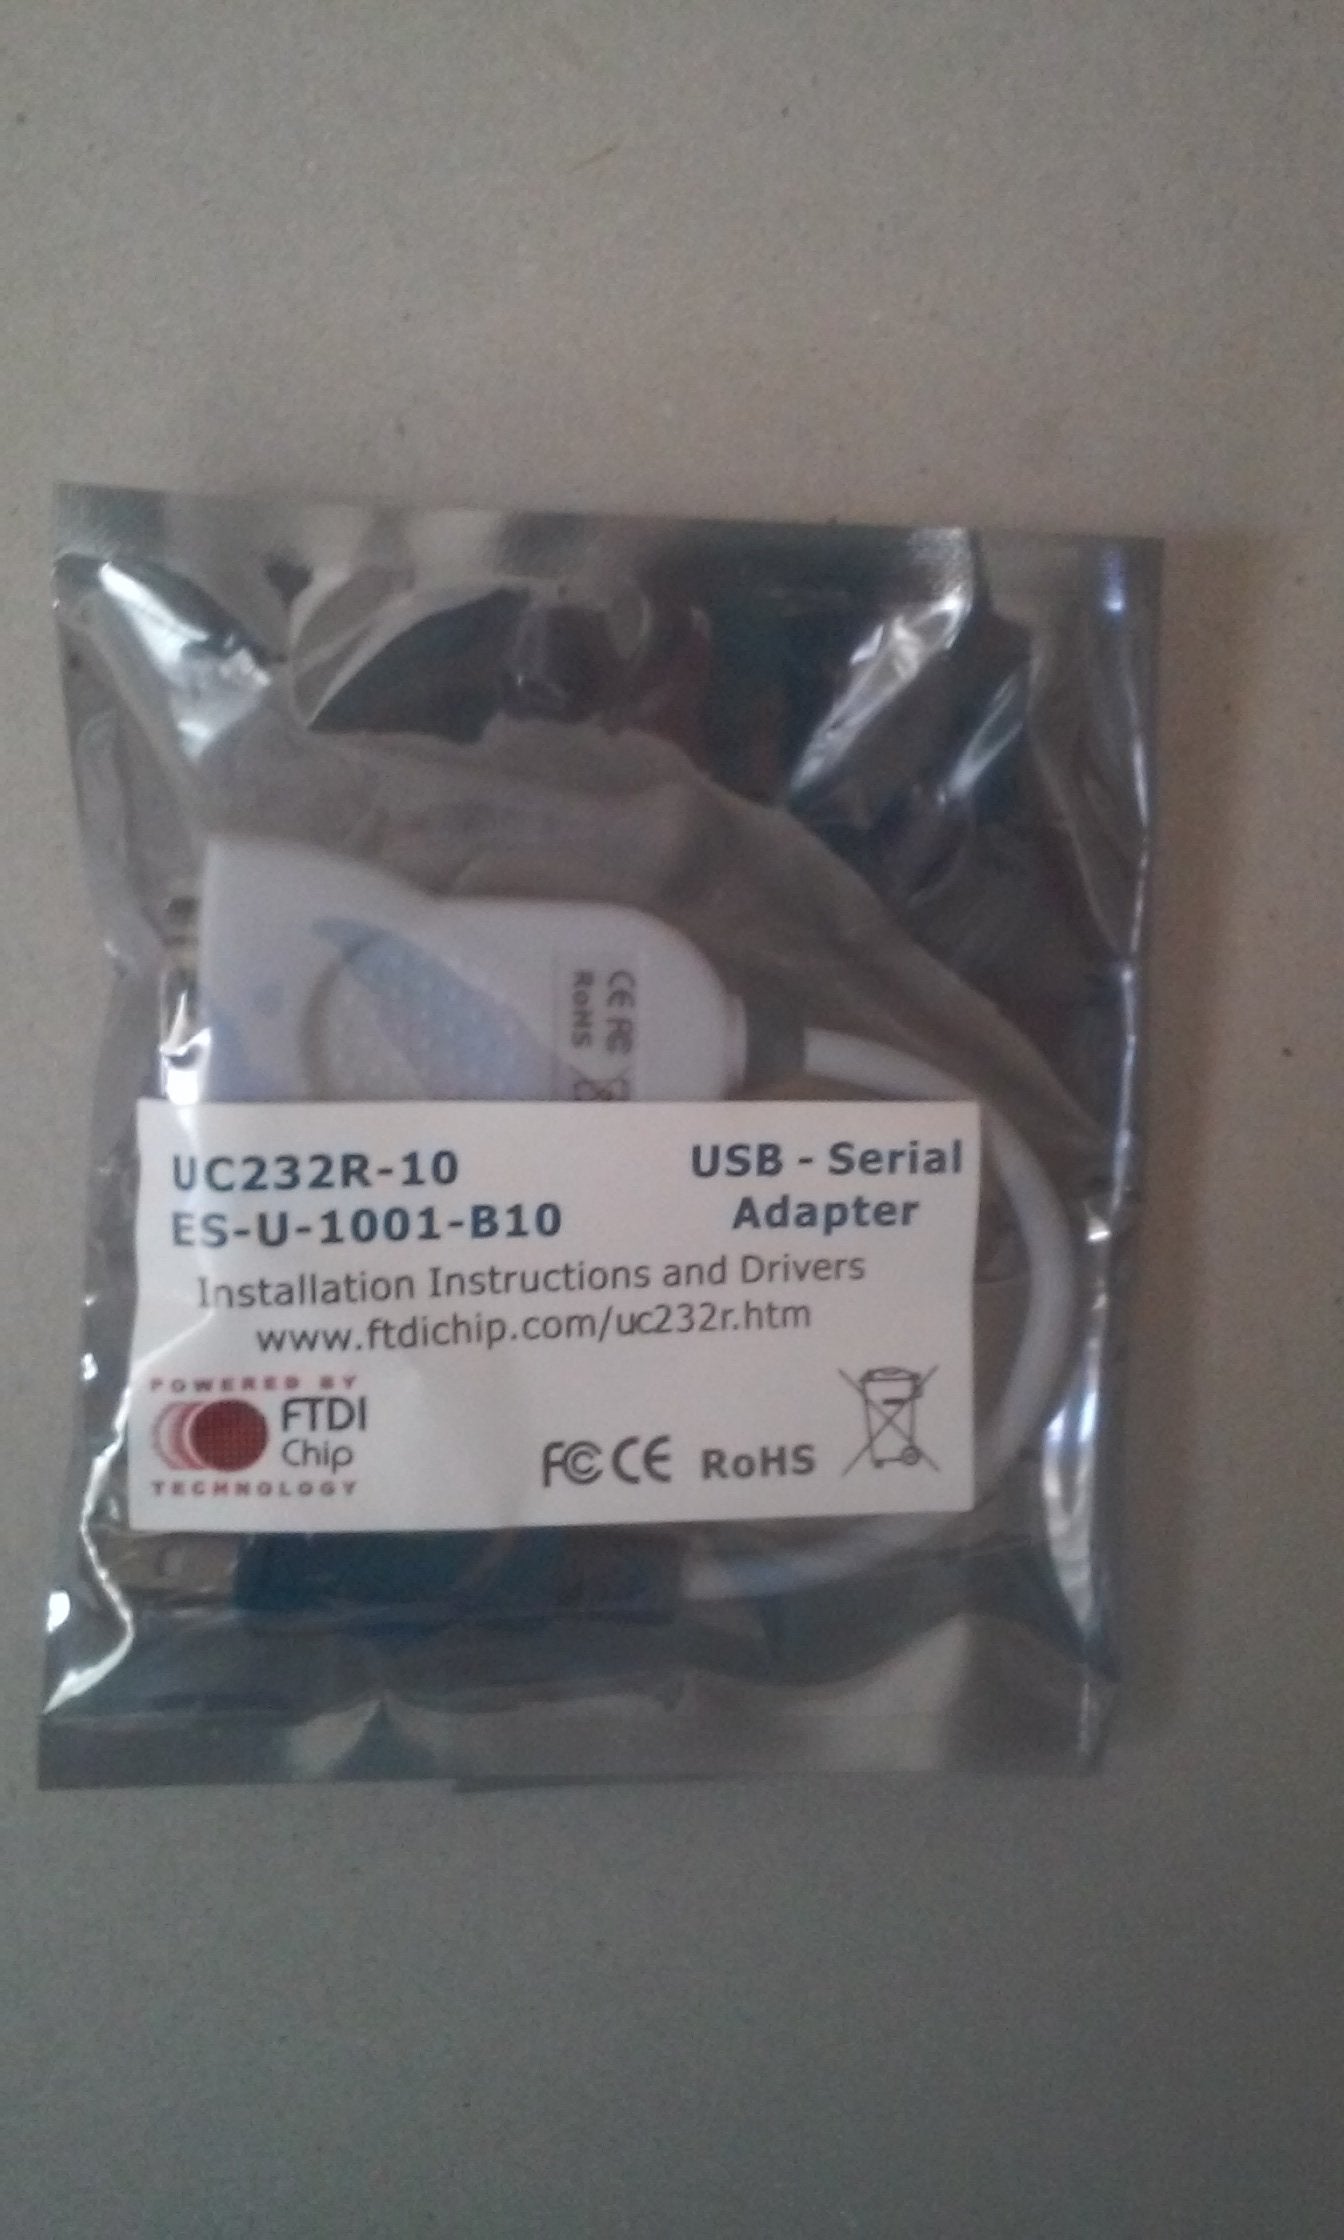 CE FC
RoHS
UC232R-10
ES-U-1001-B10
USB - Serial
Adapter
Installation Instructions and Drivers
www.ftdichip.com/uc232r.htm
POWERED BY
FTDI
Chip
TECHNOLOGY
FC CE RoHS